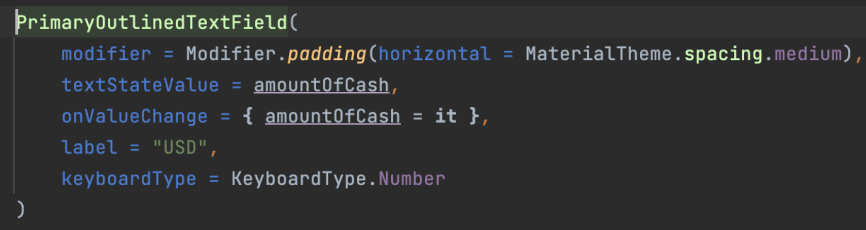 PrimaryOutlinedTextField(
    modifier = Modifier.padding(horizontal = MaterialTheme.spacing.medium),
    textStateValue = amountOfCash,
    onValueChange = { amountOfCash = it },
    label = "USD",
    keyboardType = KeyboardType.Number
)